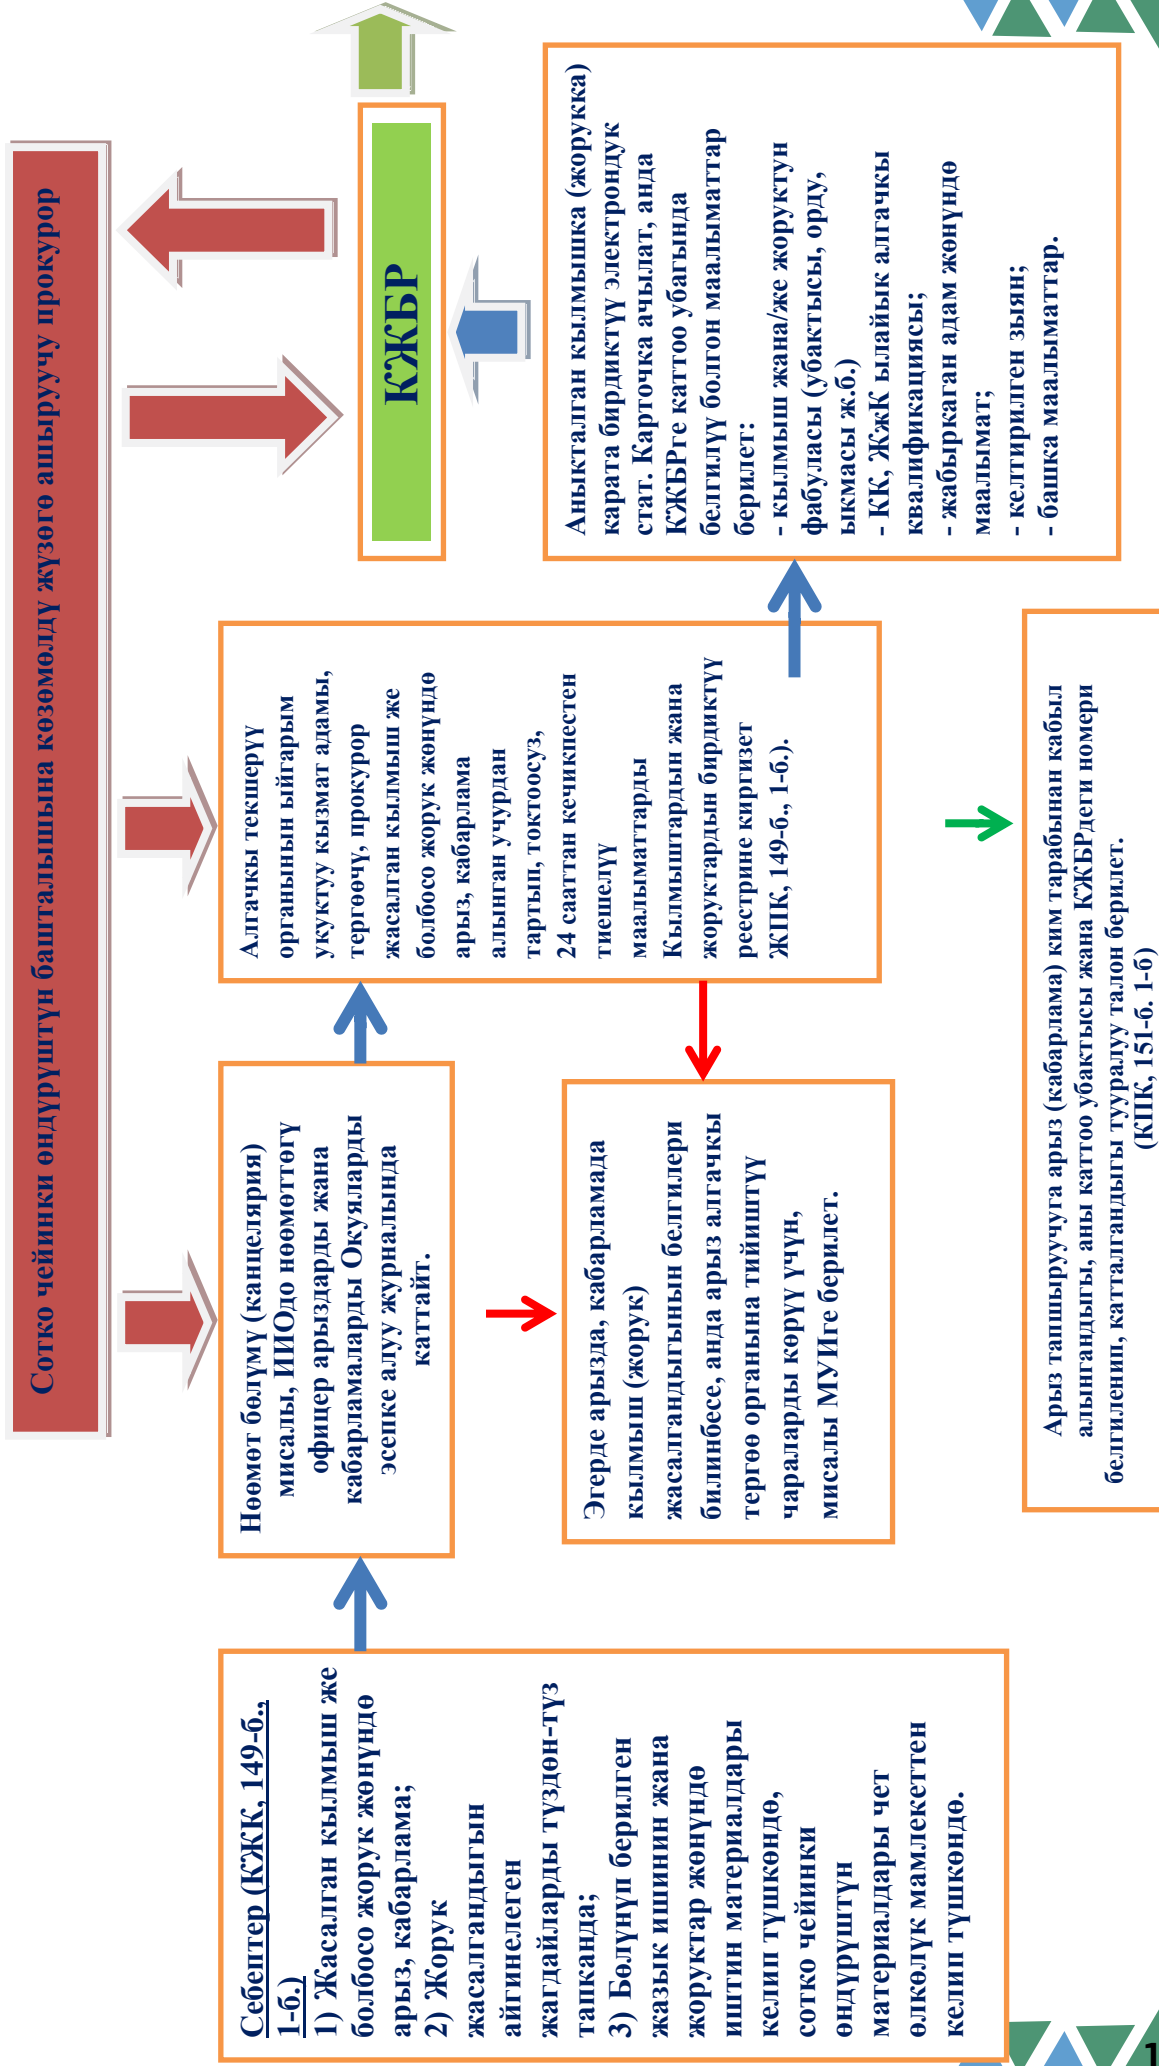 Сотко чейинки өндүрүштүн башталышына көзөмөлдү жүзөгө ашыруучу прокурор
Себептер (КЖК, 149-б.,
1-б.)
1) Жасалган кылмыш же
болбосо жорук жөнүндө
арыз, кабарлама;
2) Жорук
жасалгандыгын
айгинелеген
жагдайларды түздөн-түз
тапканда;
3) Бөлүнүп берилген
жазык ишинин жана
жоруктар жөнүндө
иштин материалдары
келип түшкөндө,
сотко чейинки
өндүрүштүн
материалдары чет
өлкөлүк мамлекеттен
келип түшкөндө.
Нөөмөт бөлүмү (канцелярия)
мисалы, ИИОдо нөөмөттөгү
офицер арыздарды жана
кабарламаларды Окуяларды
эсепке алуу журналында
каттайт.
Эгерде арызда, кабарламада
кылмыш (жорук)
жасалгандыгынын белгилери
билинбесе, анда арыз алгачкы
тергөө органына тийиштүү
чараларды көрүү үчүн,
мисалы МУИге берилет.
Алгачкы текшерүү
органынын ыйгарым
укуктуу кызмат адамы,
тергөөчү, прокурор
жасалган кылмыш же
болбосо жорук жөнүндө
арыз, кабарлама
алынган учурдан
тартып, токтоосуз,
24 сааттан кечикпестен
тиешелүү
маалыматтарды
Кылмыштардын жана
жоруктардын бирдиктүү
реестрине киргизет
ЖПК, 149-б., 1-б.).
Арыз тапшыруучуга арыз (кабарлама) ким тарабынан кабыл
алынгандыгы, аны каттоо убактысы жана КЖБРдеги номери
белгиленип, катталгандыгы тууралуу талон берилет.
(КПК, 151-б. 1-б)
КЖБР
Аныкталган кылмышка (жорукка)
карата бирдиктүү электрондук
стат. Карточка ачылат, анда
КЖБРге каттоо убагында
белгилүү болгон маалыматтар
берилет:
- кылмыш жана/же жоруктун
фабуласы (убактысы, орду,
ыкмасы ж.б.)
- КК, ЖжК ылайык алгачкы
квалификациясы;
- жабыркаган адам жөнүндө
маалымат;
- келтирилген зыян;
- башка маалыматтар.